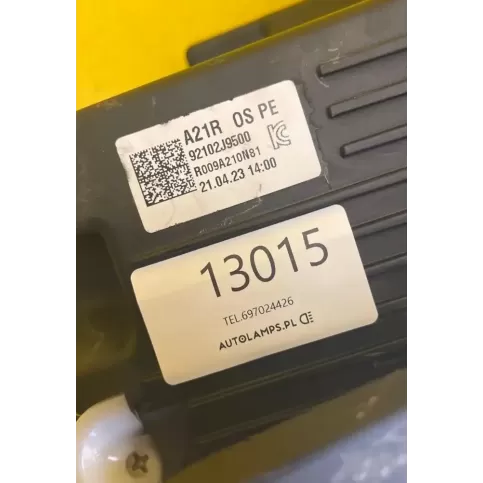 A21R OS PE
92102J9500
R009A210N81
21.04.23 14:00
13015
TEL.697024426
AUTOLAMPS.PL